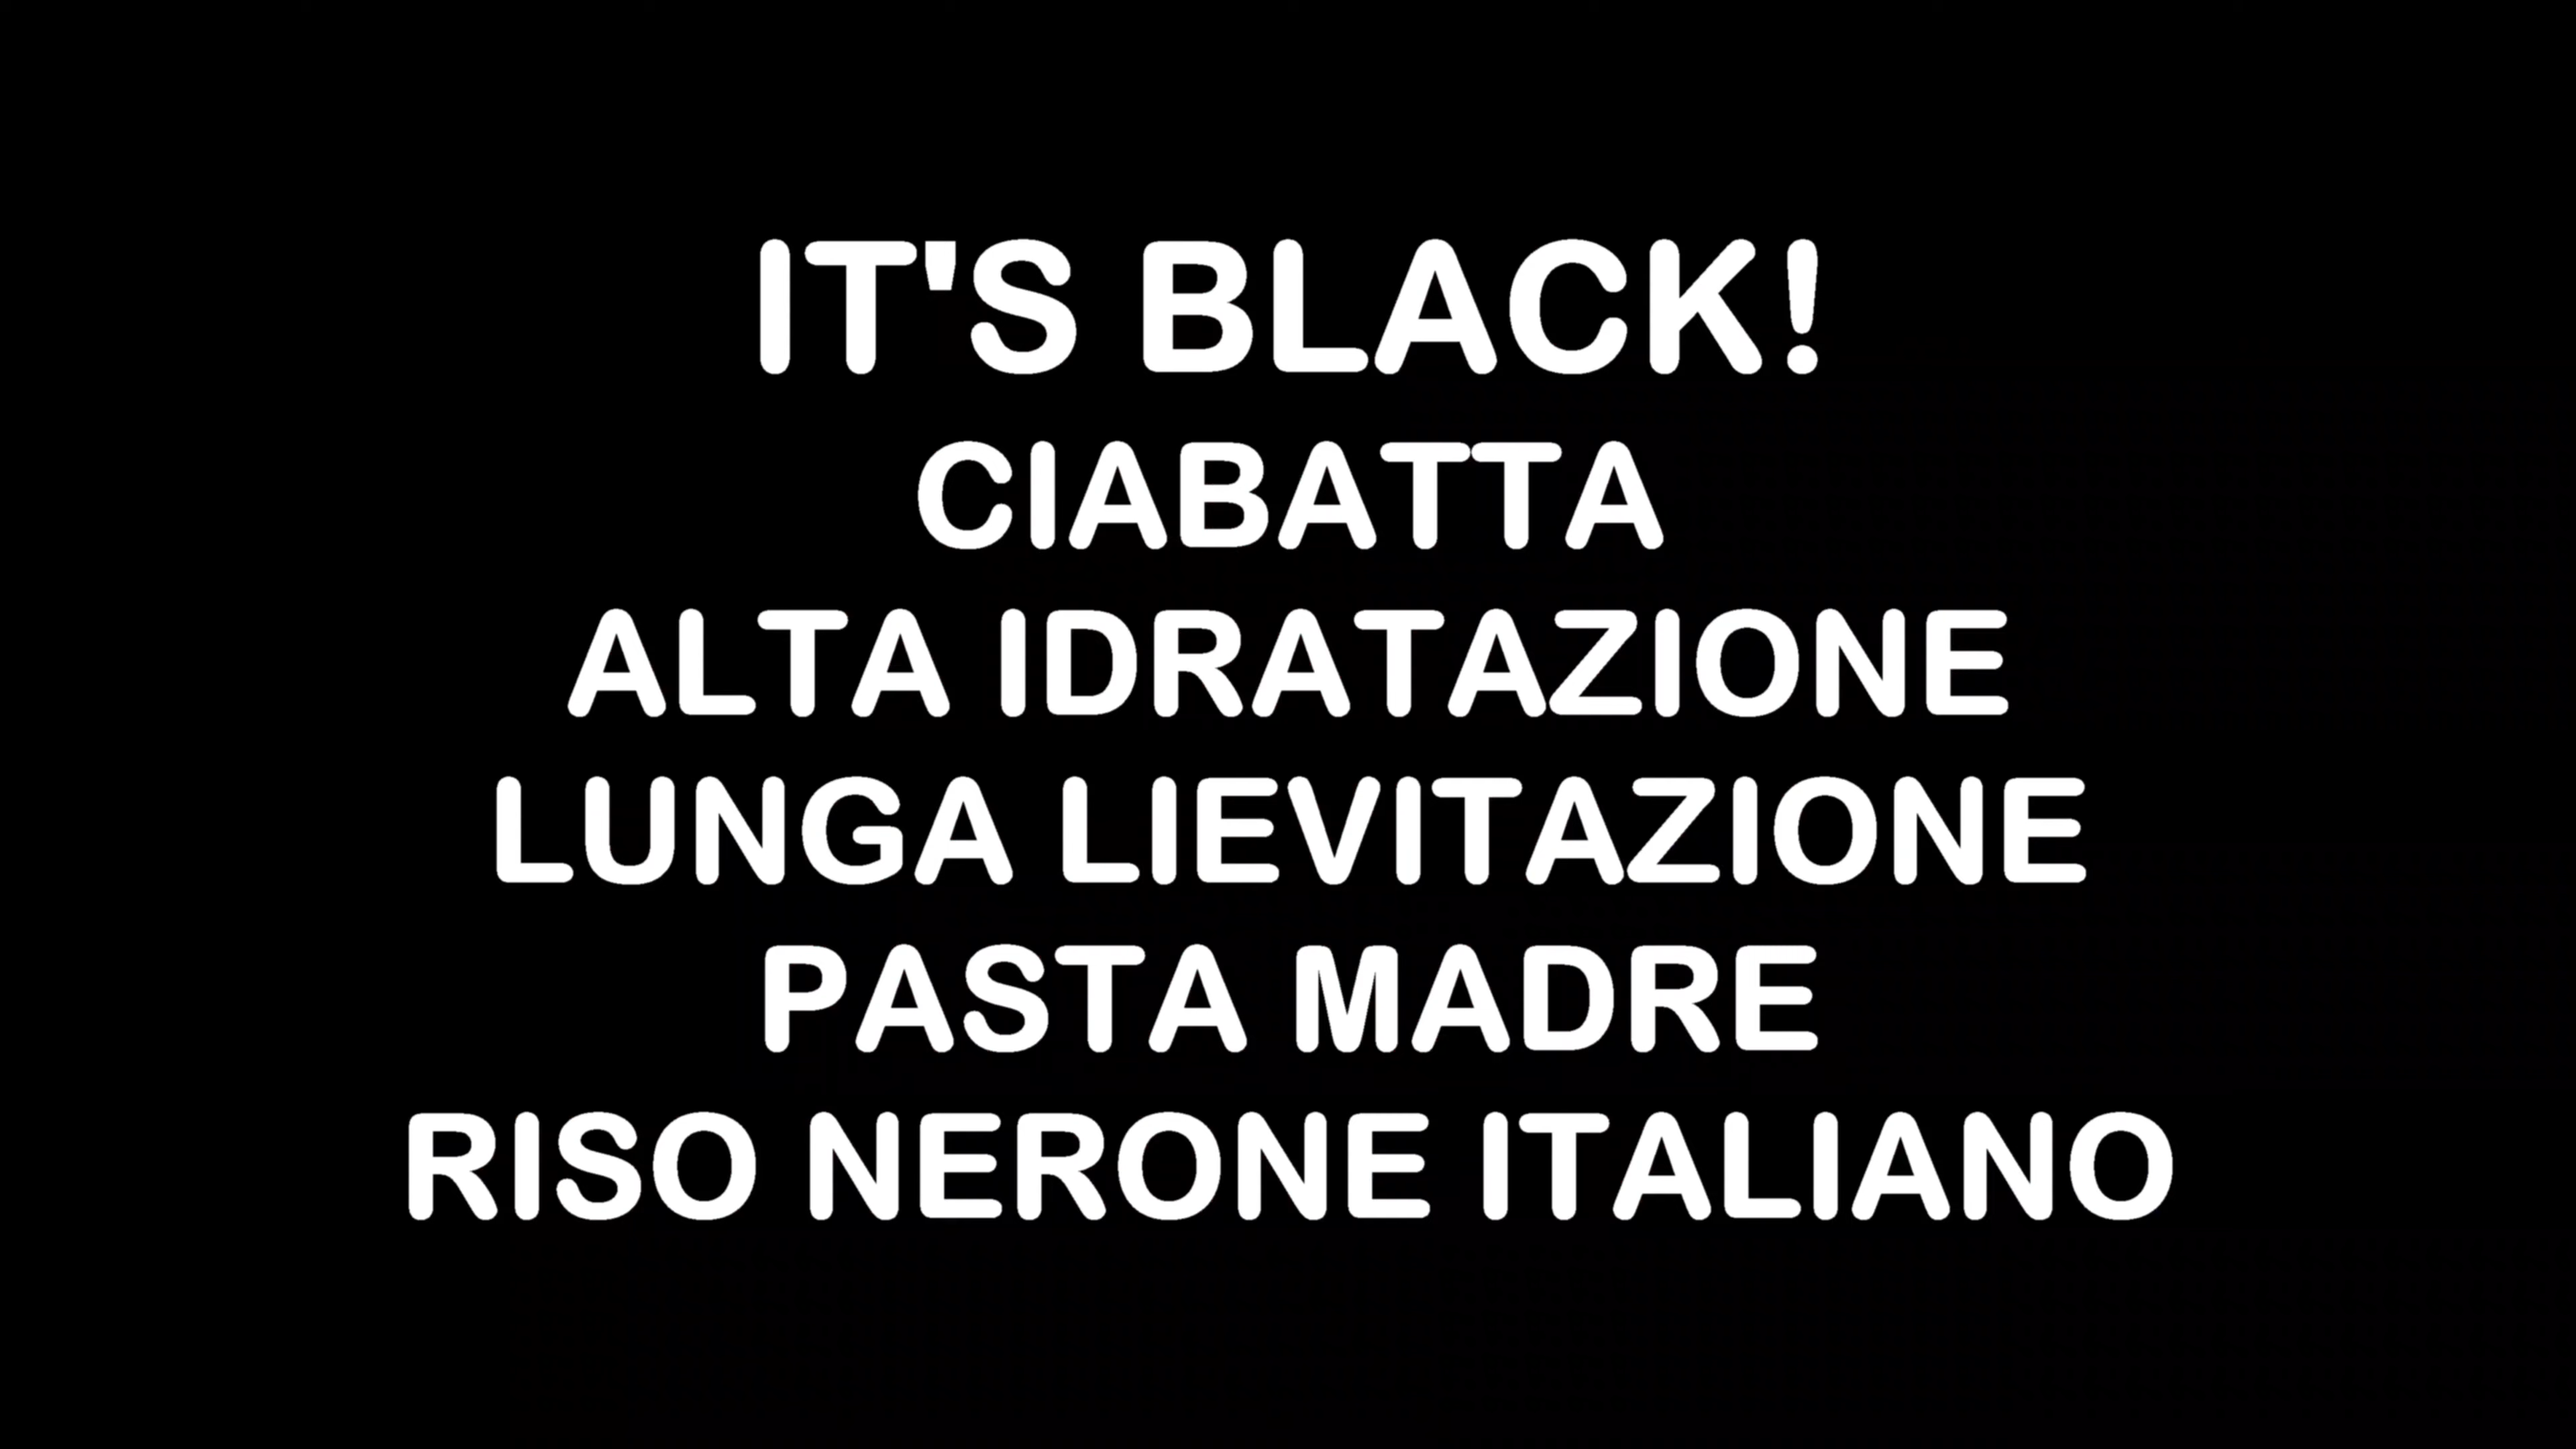 IT'S BLACK!
CIABATTA
ALTA IDRATAZIONE
LUNGA LIEVITAZIONE
PASTA MADRE
RISO NERONE ITALIANO